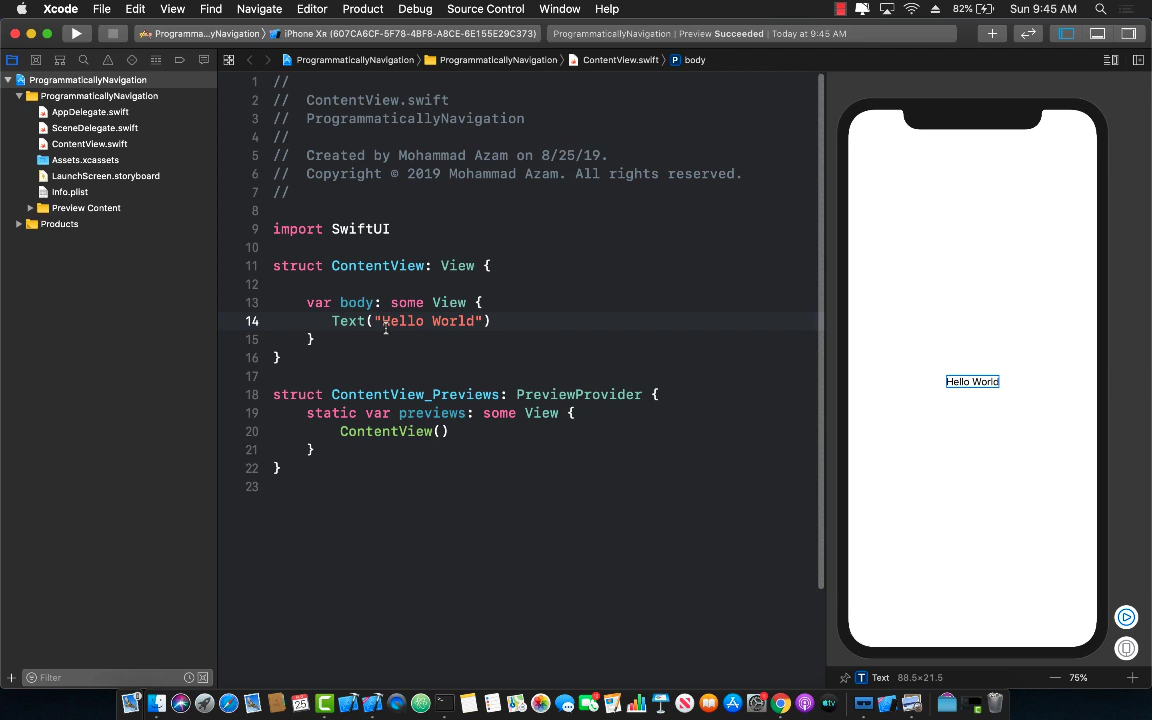 Xcode File Edit View Find Navigate Editor Product Debug Source Control Window Help 82% Sun 9:45 AM
Programma...yNavigation iPhone XR (607CA6CF-5F78-4BF8-A8CE-6E155E29C373) ProgrammaticallyNavigation | Preview Succeeded | Today at 9:45 AM
ProgrammaticallyNavigation ProgrammaticallyNavigation ContentView.swift P body
ProgrammaticallyNavigation
ProgrammaticallyNavigation
AppDelegate.swift
SceneDelegate.swift
ContentView.swift
Assets.xcassets
LaunchScreen.storyboard
Info.plist
Preview Content
Products
1 //
2 // ContentView.swift
3 // ProgrammaticallyNavigation
4 //
5 // Created by Mohammad Azam on 8/25/19.
6 // Copyright © 2019 Mohammad Azam. All rights reserved.
7 //
8
9 import SwiftUI
10
11 struct ContentView: View {
12
13 var body: some View {
14 Text("Hello World")
15 }
16 }
17
18 struct ContentView_Previews: PreviewProvider {
19 static var previews: some View {
20 ContentView()
21 }
22 }
23
Hello World
Filter
T Text 88.5×21.5 — 75% +